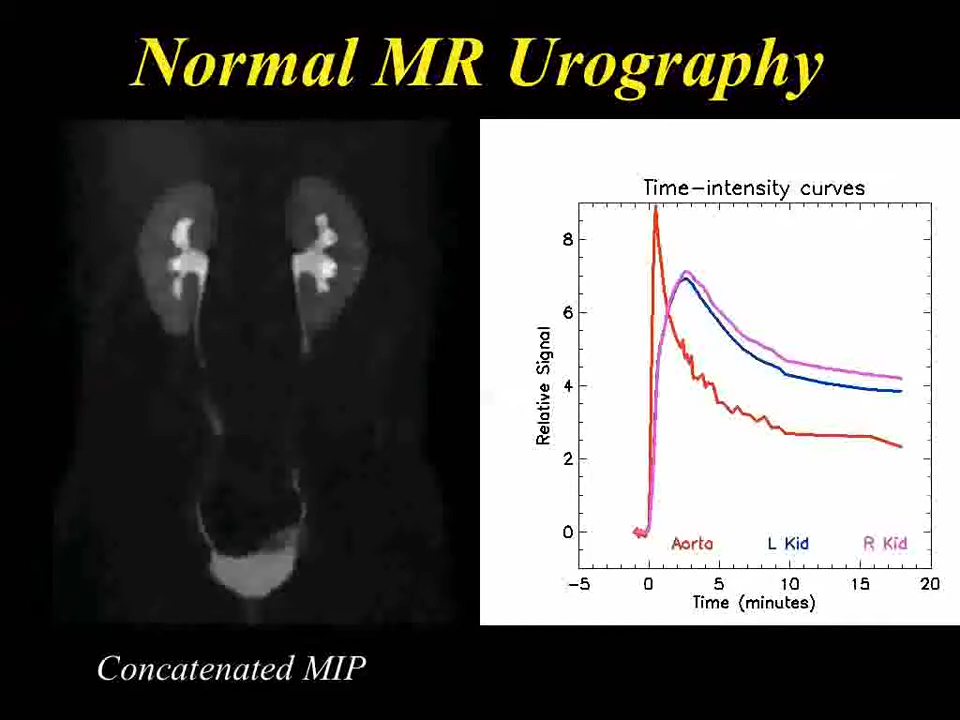 Normal MR Urography
Time-intensity curves
8
6
4
2
0
Relative Signal
Aorta L Kid R Kid
-5 0 5 10 15 20
Time (minutes)
Concatenated MIP